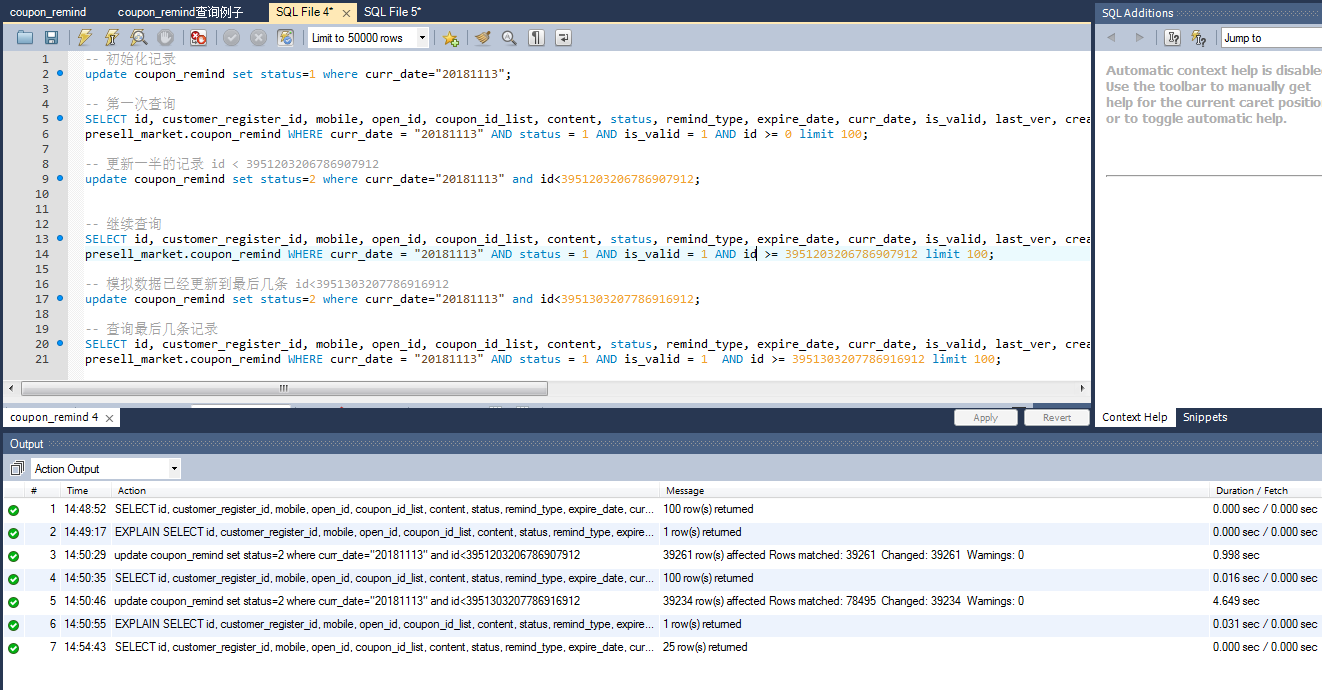 coupon_remind coupon_remind查询例子 SQL File 4* SQL File 5*
Limit to 50000 rows
1 -- 初始化记录
2 update coupon_remind set status=1 where curr_date="20181113";
3
4 -- 第一次查询
5 SELECT id, customer_register_id, mobile, open_id, coupon_id_list, content, status, remind_type, expire_date, curr_date, is_valid, last_ver, crea
6 presell_market.coupon_remind WHERE curr_date = "20181113" AND status = 1 AND is_valid = 1 AND id >= 0 limit 100;
7
8 -- 更新一半的记录 id < 3951203206786907912
9 update coupon_remind set status=2 where curr_date="20181113" and id<3951203206786907912;
10
11
12 -- 继续查询
13 SELECT id, customer_register_id, mobile, open_id, coupon_id_list, content, status, remind_type, expire_date, curr_date, is_valid, last_ver, crea
14 presell_market.coupon_remind WHERE curr_date = "20181113" AND status = 1 AND is_valid = 1 AND id >= 3951203206786907912 limit 100;
15
16 -- 模拟数据已经更新到最后几条 id<3951303207786916912
17 update coupon_remind set status=2 where curr_date="20181113" and id<3951303207786916912;
18
19 -- 查询最后几条记录
20 SELECT id, customer_register_id, mobile, open_id, coupon_id_list, content, status, remind_type, expire_date, curr_date, is_valid, last_ver, crea
21 presell_market.coupon_remind WHERE curr_date = "20181113" AND status = 1 AND is_valid = 1 AND id >= 3951303207786916912 limit 100;
SQL Additions
Jump to
Automatic context help is disable
Use the toolbar to manually get
help for the current caret positio
or to toggle automatic help.
coupon_remind 4 Apply Revert Context Help Snippets
Output
Action Output
# Time Action Message Duration / Fetch
1 14:48:52 SELECT id, customer_register_id, mobile, open_id, coupon_id_list, content, status, remind_type, expire_date, cur... 100 row(s) returned 0.000 sec / 0.000 sec
2 14:49:17 EXPLAIN SELECT id, customer_register_id, mobile, open_id, coupon_id_list, content, status, remind_type, expire... 1 row(s) returned 0.000 sec / 0.000 sec
3 14:50:29 update coupon_remind set status=2 where curr_date="20181113" and id<3951203206786907912 39261 row(s) affected Rows matched: 39261 Changed: 39261 Warnings: 0 0.998 sec
4 14:50:35 SELECT id, customer_register_id, mobile, open_id, coupon_id_list, content, status, remind_type, expire_date, cur... 100 row(s) returned 0.016 sec / 0.000 sec
5 14:50:46 update coupon_remind set status=2 where curr_date="20181113" and id<3951303207786916912 39234 row(s) affected Rows matched: 78495 Changed: 39234 Warnings: 0 4.649 sec
6 14:50:55 EXPLAIN SELECT id, customer_register_id, mobile, open_id, coupon_id_list, content, status, remind_type, expire... 1 row(s) returned 0.031 sec / 0.000 sec
7 14:54:43 SELECT id, customer_register_id, mobile, open_id, coupon_id_list, content, status, remind_type, expire_date, cur... 25 row(s) returned 0.000 sec / 0.000 sec